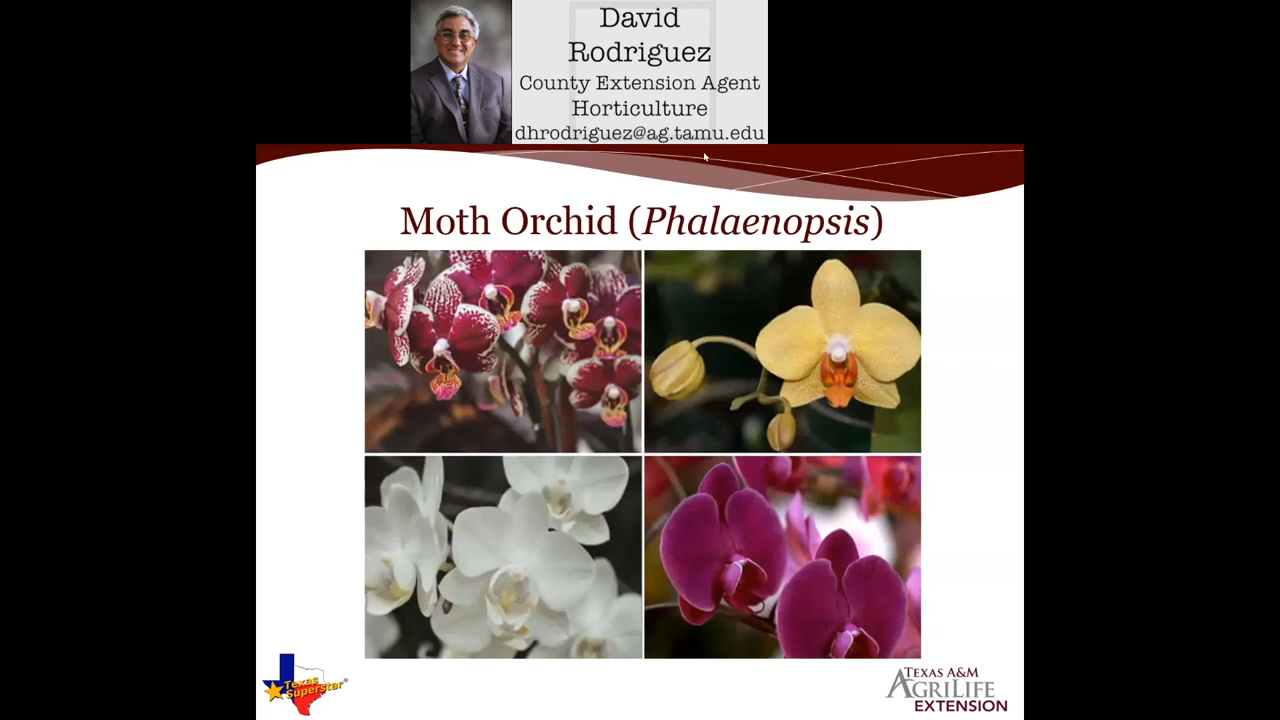 David
Rodriguez
County Extension Agent
Horticulture
dhrodriguez@ag.tamu.edu
Moth Orchid (Phalaenopsis)
Texas
Superstar®
TEXAS A&M
AGRILIFE
EXTENSION